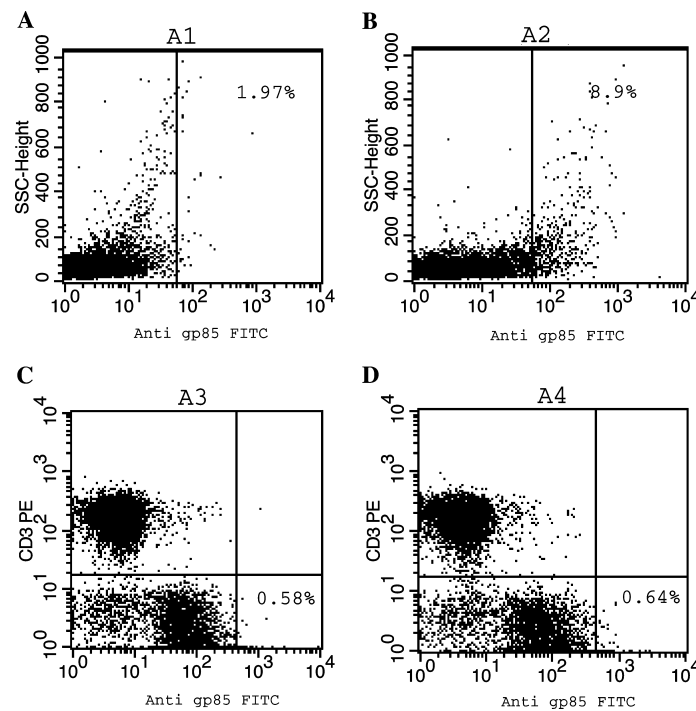 A
A1
1000
800
600
400
200
0
SSC-Height
1.97%
10^0 10^1 10^2 10^3 10^4
Anti gp85 FITC
B
A2
1000
800
600
400
200
0
SSC-Height
8.9%
10^0 10^1 10^2 10^3 10^4
Anti gp85 FITC
C
A3
10^4
10^3
10^2
10^1
10^0
CD3 PE
0.58%
10^0 10^1 10^2 10^3 10^4
Anti gp85 FITC
D
A4
10^4
10^3
10^2
10^1
10^0
CD3 PE
0.64%
10^0 10^1 10^2 10^3 10^4
Anti gp85 FITC